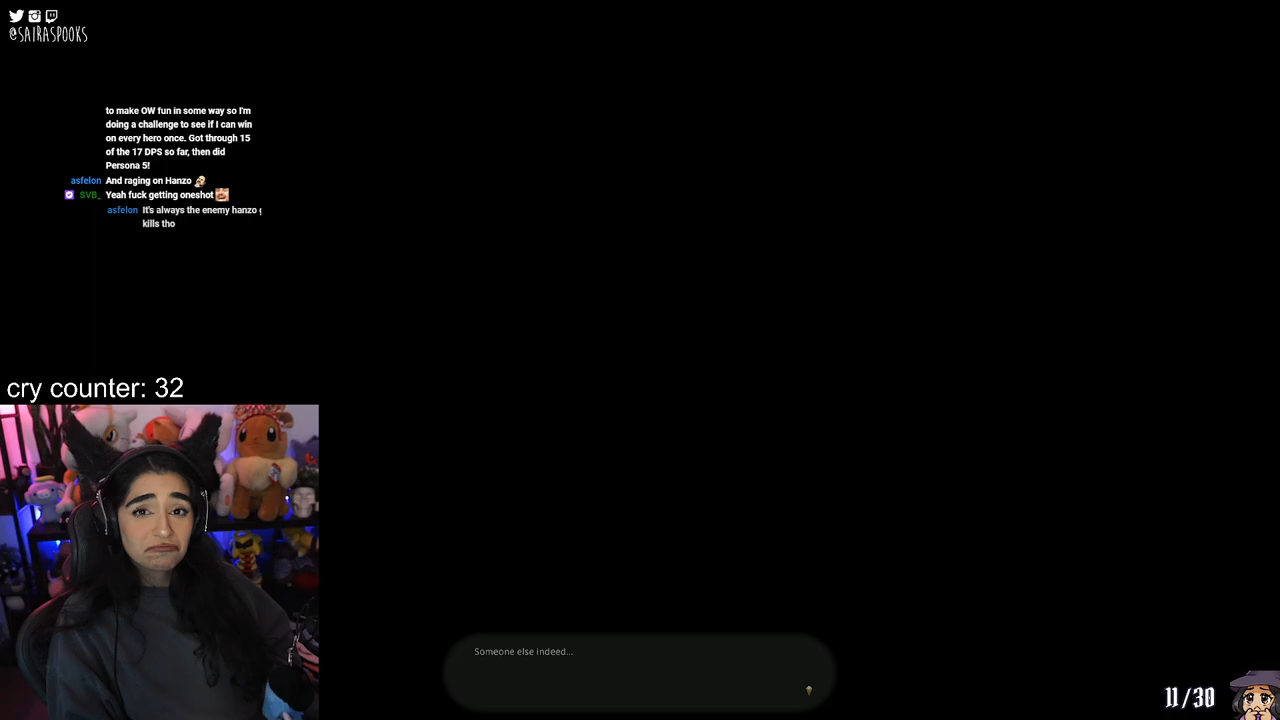 @SAIRASPOOKS
to make OW fun in some way so I'm
doing a challenge to see if I can win
on every hero once. Got through 15
of the 17 DPS so far, then did
Persona 5!
asfelon And raging on Hanzo
SVB_ Yeah fuck getting oneshot
asfelon It's always the enemy hanzo
kills tho
cry counter: 32
Someone else indeed...
11/30